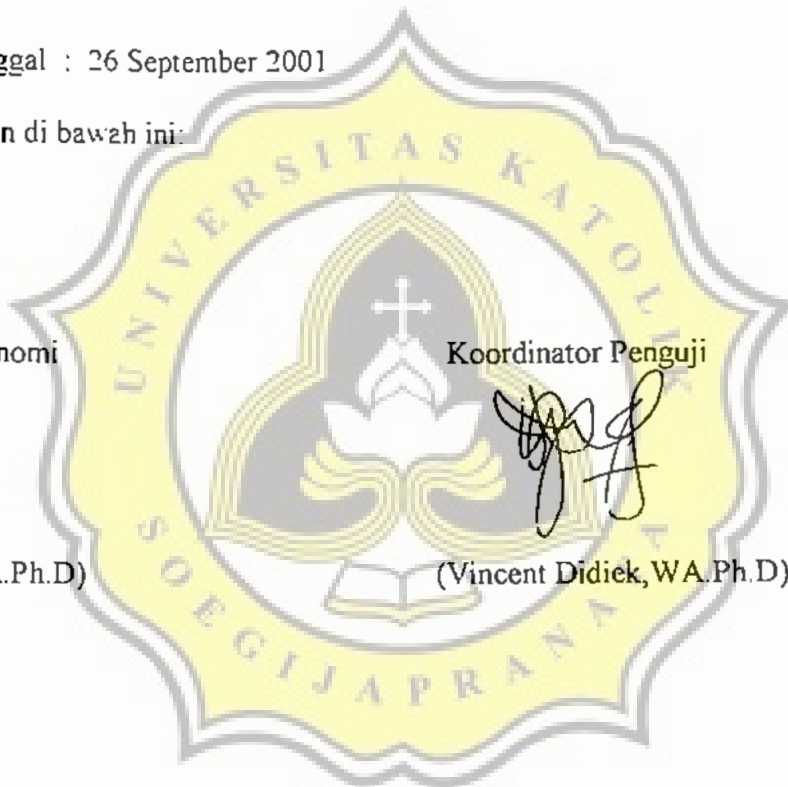 ggal : 26 September 2001
n di bawah ini:
UNIVERSITAS KATOLIK
nomi Koordinator Penguji
.Ph.D) (Vincent Didiek,WA.Ph.D)
SOEGIJAPRANATA